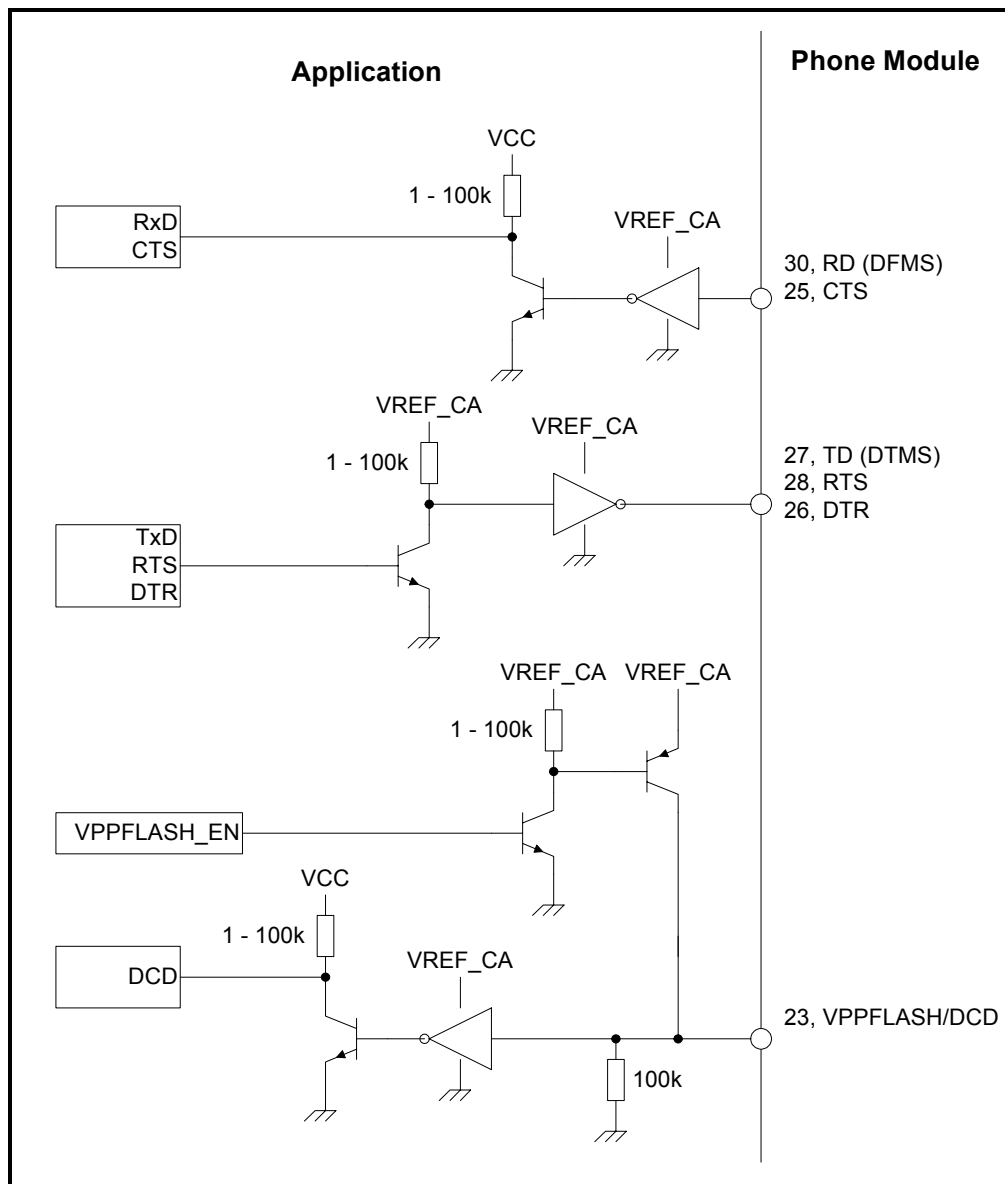 Application
Phone Module
VCC
1 - 100k
RxD
CTS
VREF_CA
30, RD (DFMS)
25, CTS
VREF_CA
VREF_CA
1 - 100k
27, TD (DTMS)
28, RTS
26, DTR
TxD
RTS
DTR
VREF_CA
VREF_CA
1 - 100k
VPPFLASH_EN
VCC
1 - 100k
VREF_CA
DCD
23, VPPFLASH/DCD
100k